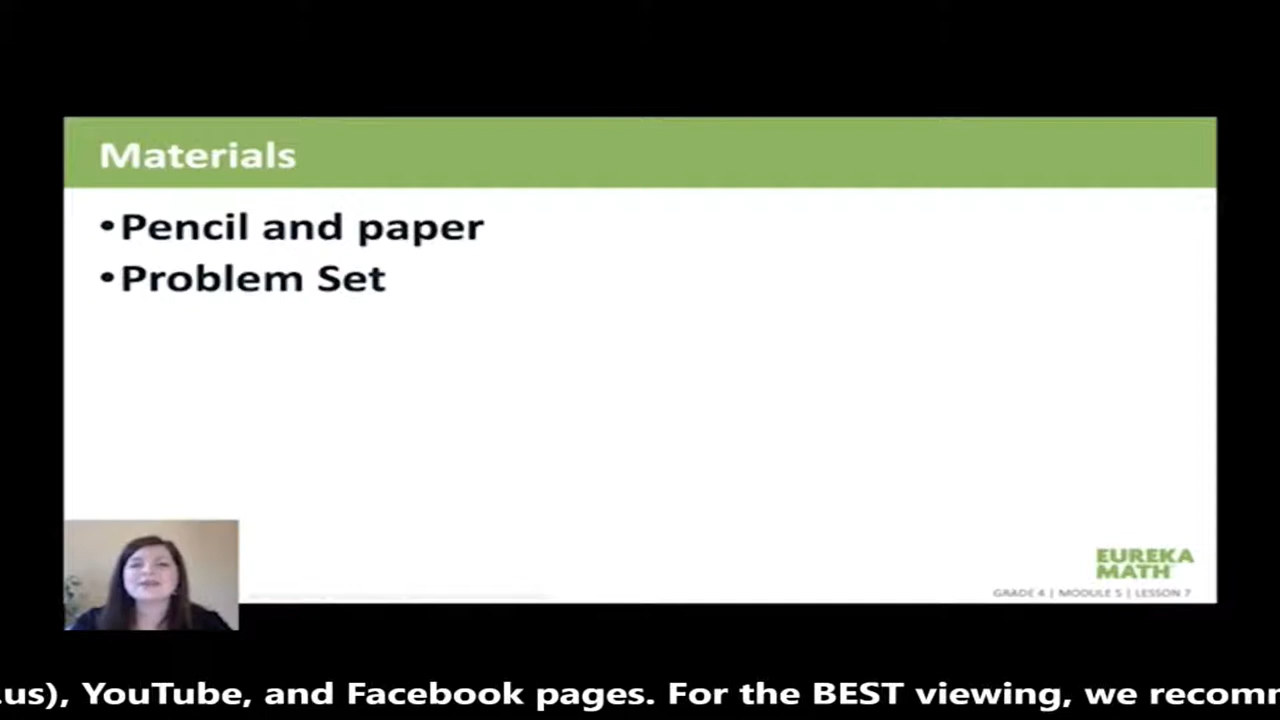 Materials
•Pencil and paper
•Problem Set
EUREKA
MATH
GRADE 4 | MODULE 5 | LESSON 7
.us), YouTube, and Facebook pages. For the BEST viewing, we recomm